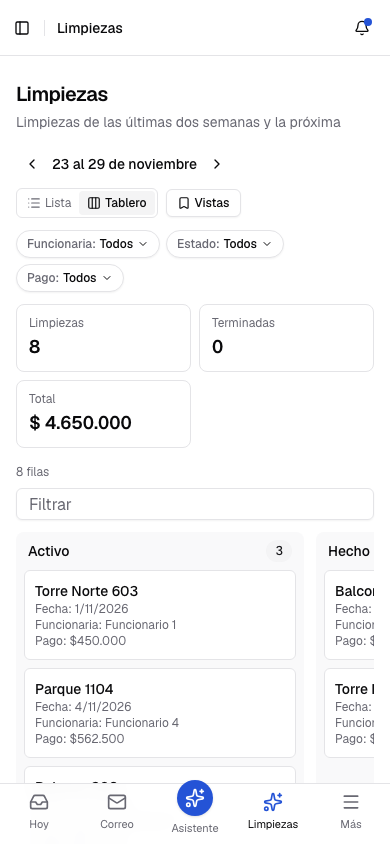 Limpiezas
Limpiezas
Limpiezas de las últimas dos semanas y la próxima
23 al 29 de noviembre
Lista Tablero Vistas
Funcionaria: Todos Estado: Todos
Pago: Todos
Limpiezas Terminadas
8 0
Total
$ 4.650.000
8 filas
Filtrar
Activo 3 Hecho
Torre Norte 603
Fecha: 1/11/2026 Fecha:
Funcionaria: Funcionario 1
Pago: $450.000
Parque 1104
Fecha: 4/11/2026 Fecha:
Funcionaria: Funcionario 4
Pago: $562.500
Hoy Correo Asistente Limpiezas Más